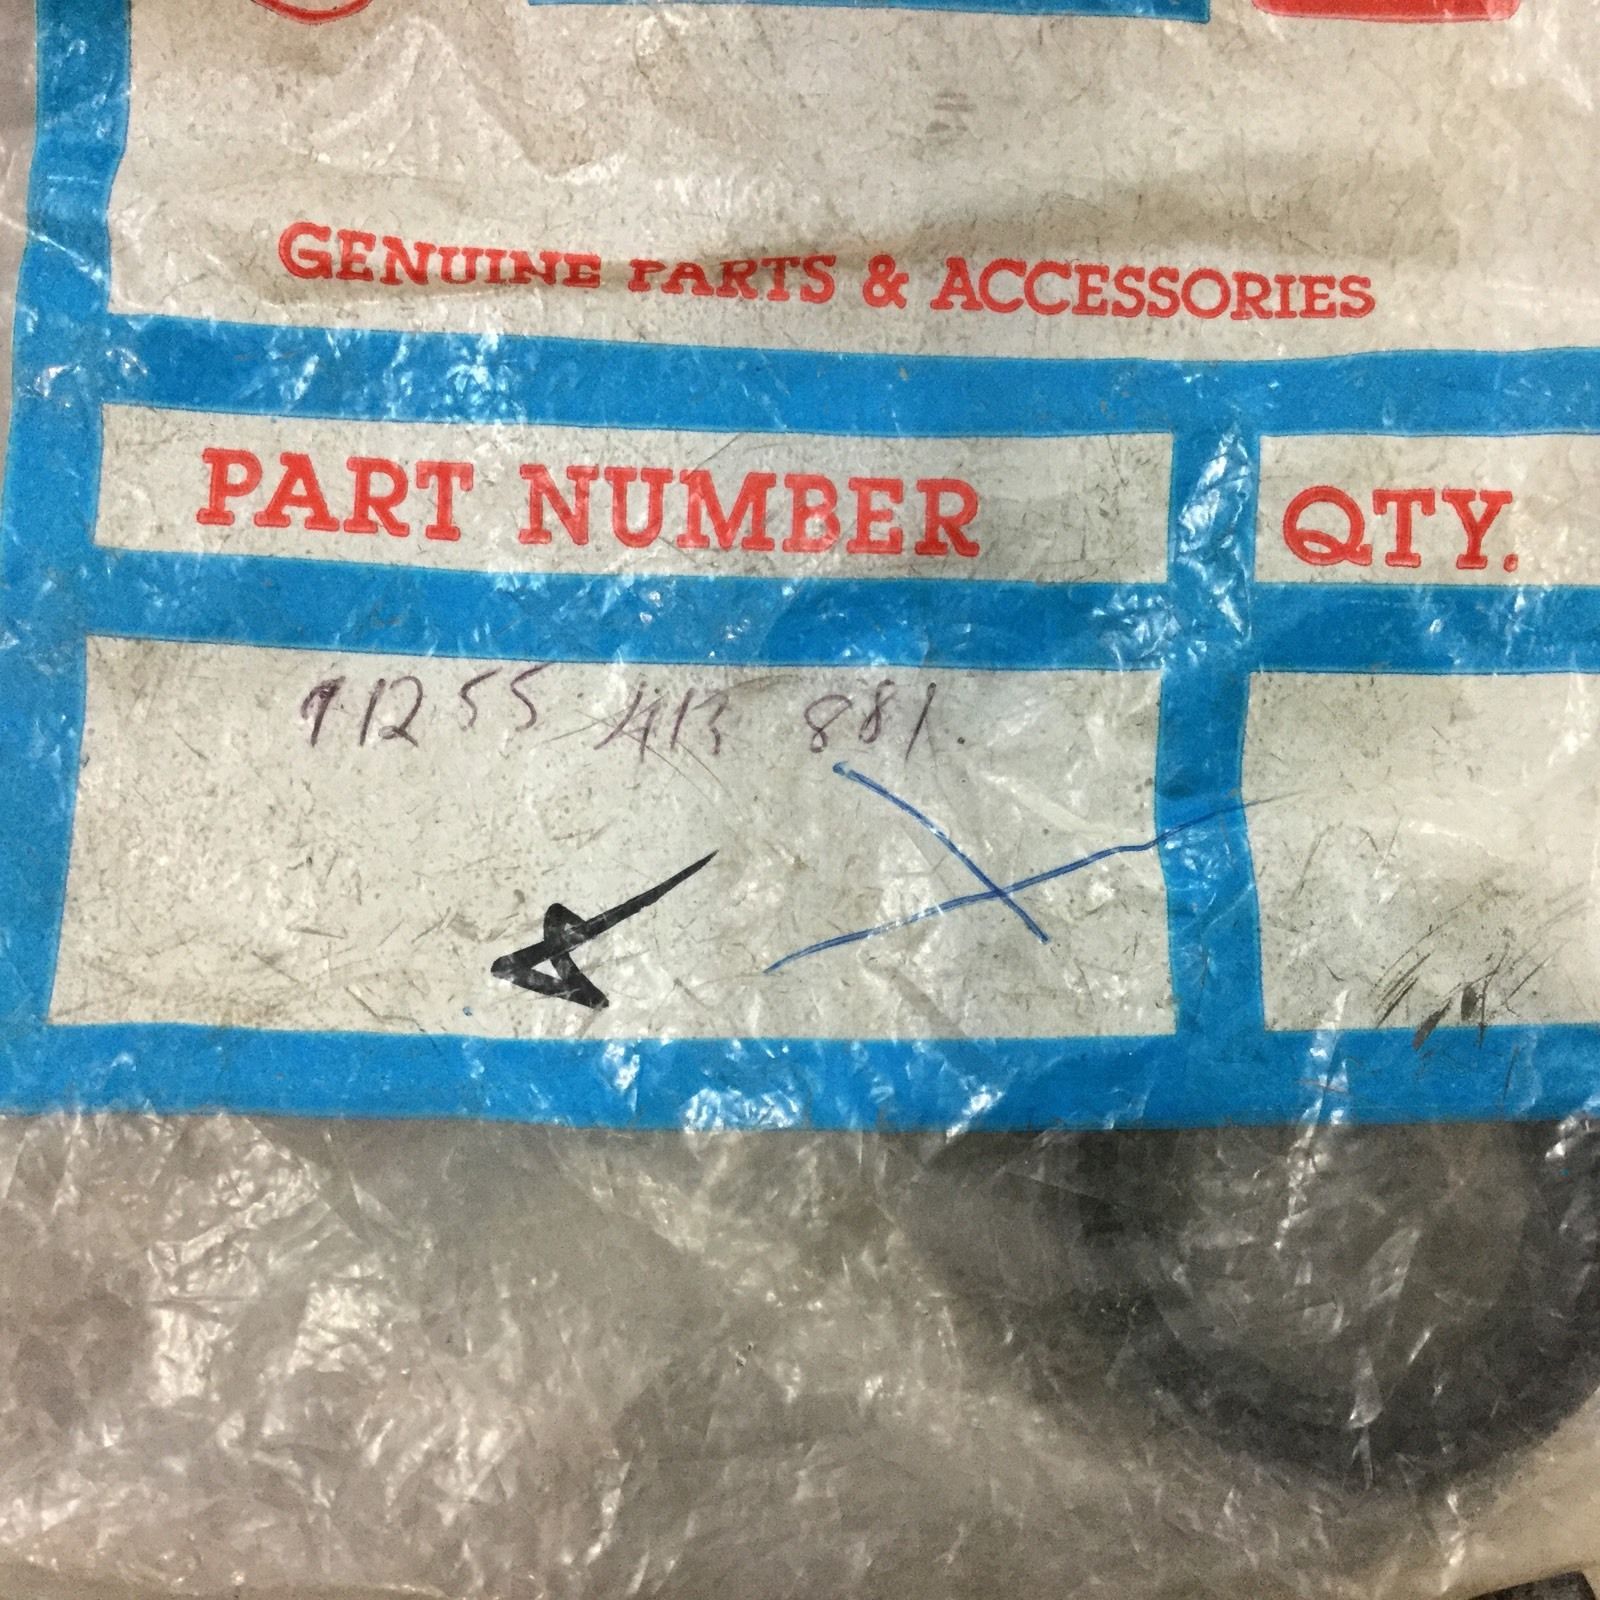 GENUINE PARTS & ACCESSORIES
PART NUMBER QTY.
91255 413 881.